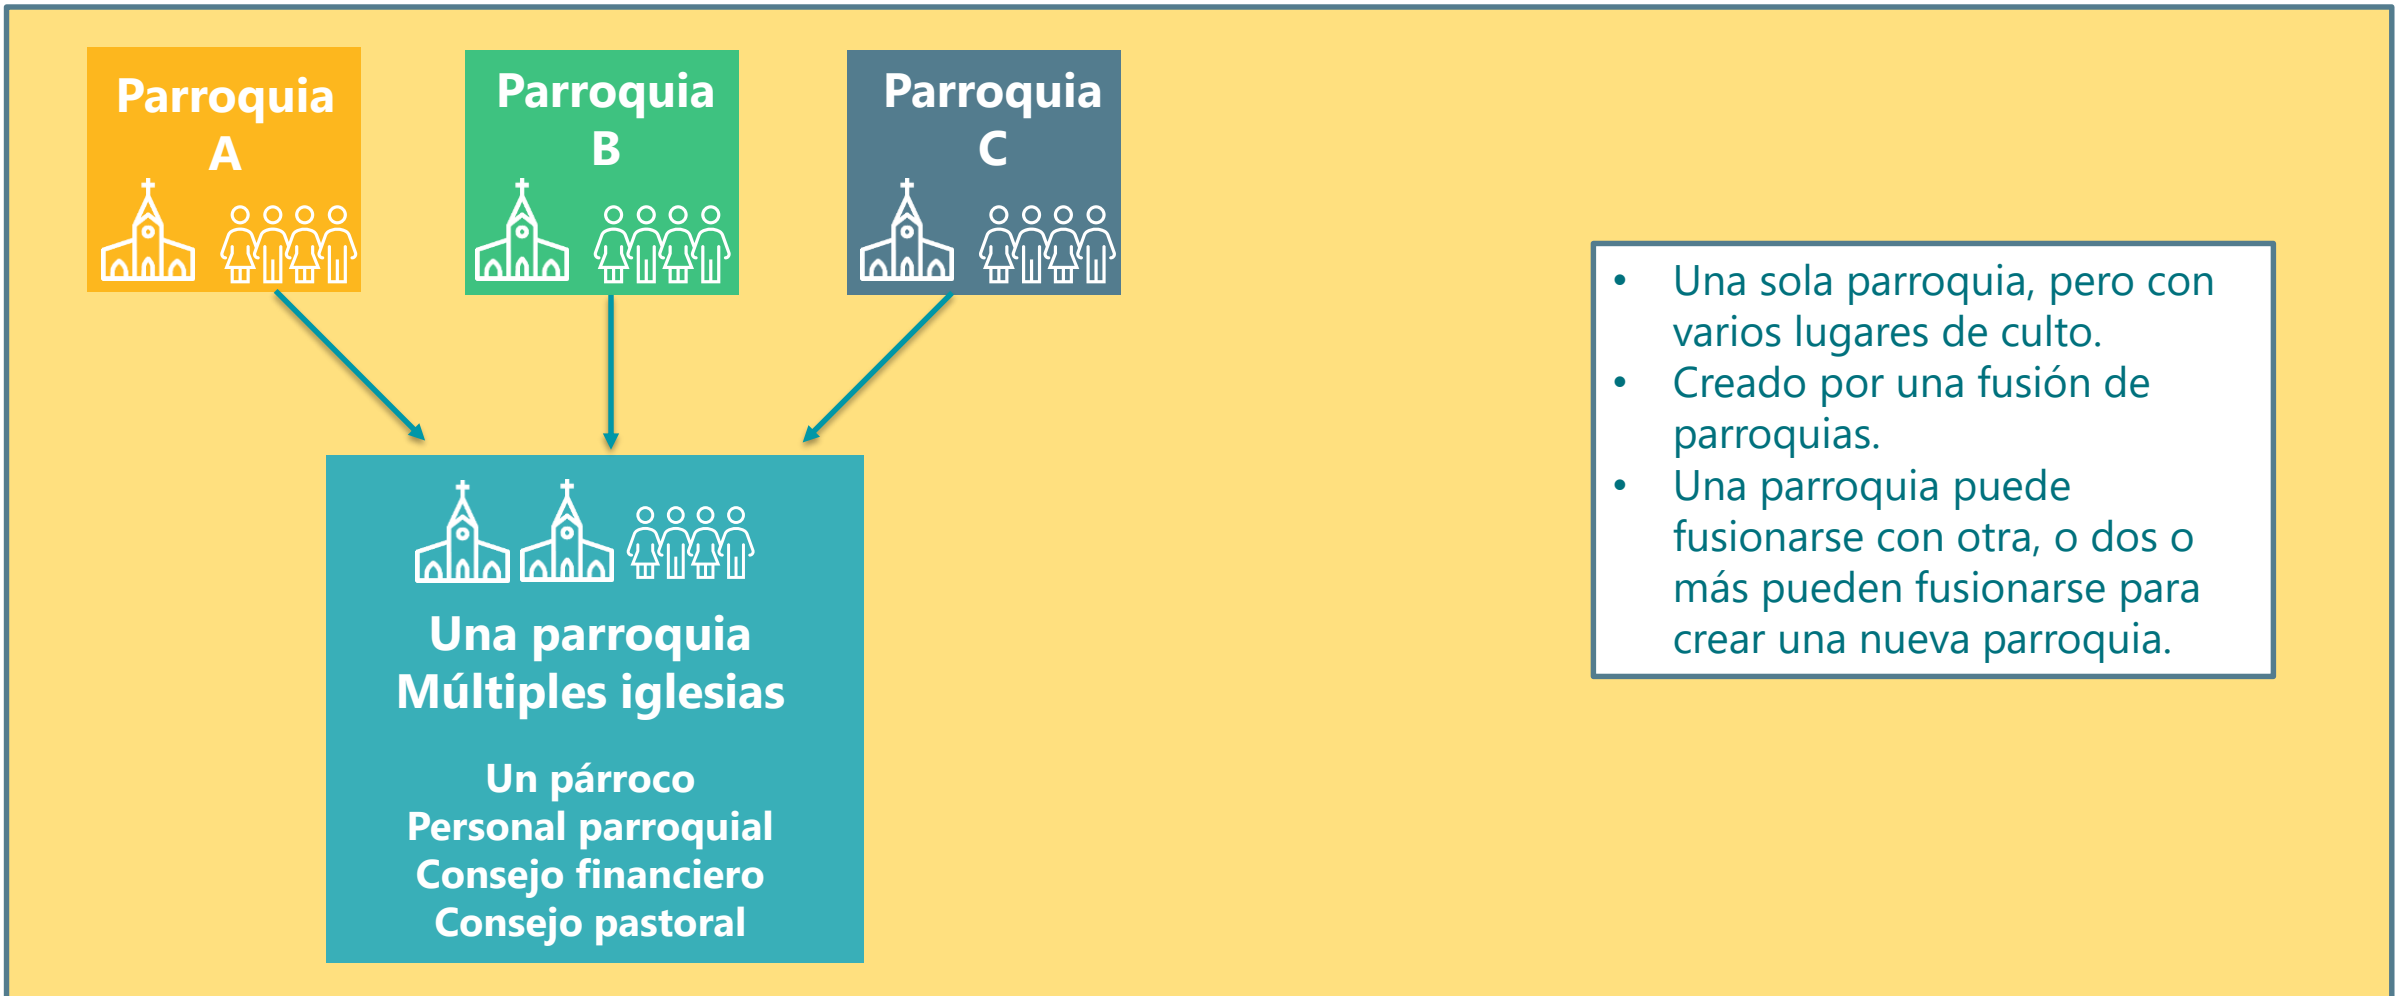 Parroquia
A
Parroquia
B
Parroquia
C
Una parroquia
Múltiples iglesias
Un párroco
Personal parroquial
Consejo financiero
Consejo pastoral
• Una sola parroquia, pero con
varios lugares de culto.
• Creado por una fusión de
parroquias.
• Una parroquia puede
fusionarse con otra, o dos o
más pueden fusionarse para
crear una nueva parroquia.